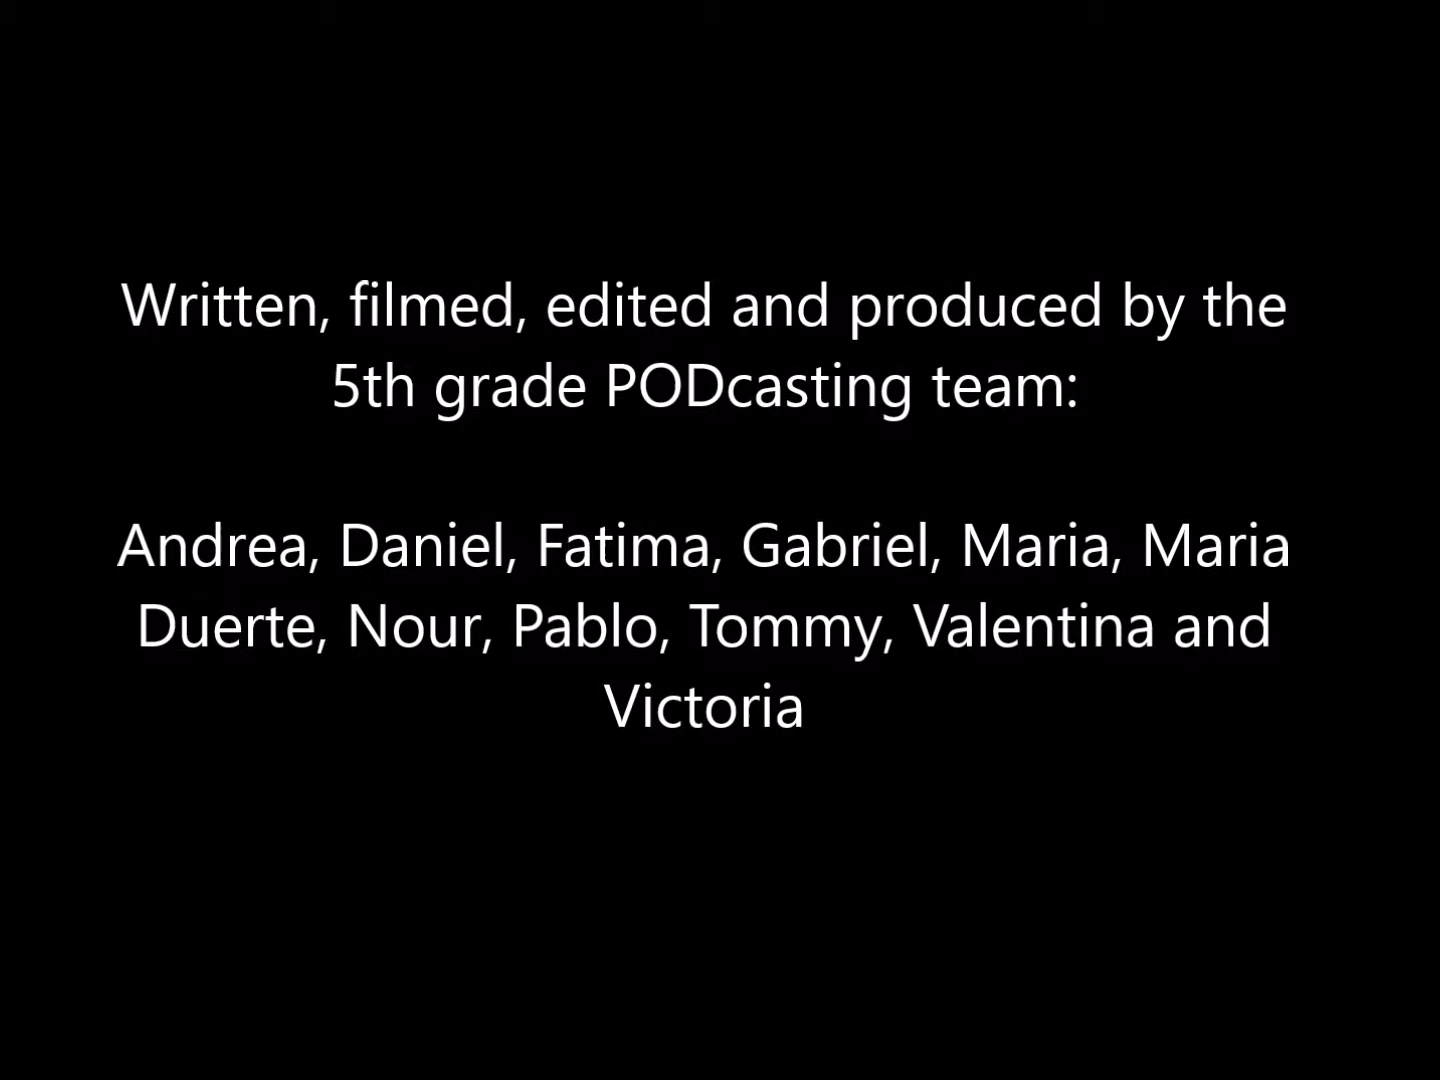 Written, filmed, edited and produced by the
5th grade PODcasting team:
Andrea, Daniel, Fatima, Gabriel, Maria, Maria
Duerte, Nour, Pablo, Tommy, Valentina and
Victoria